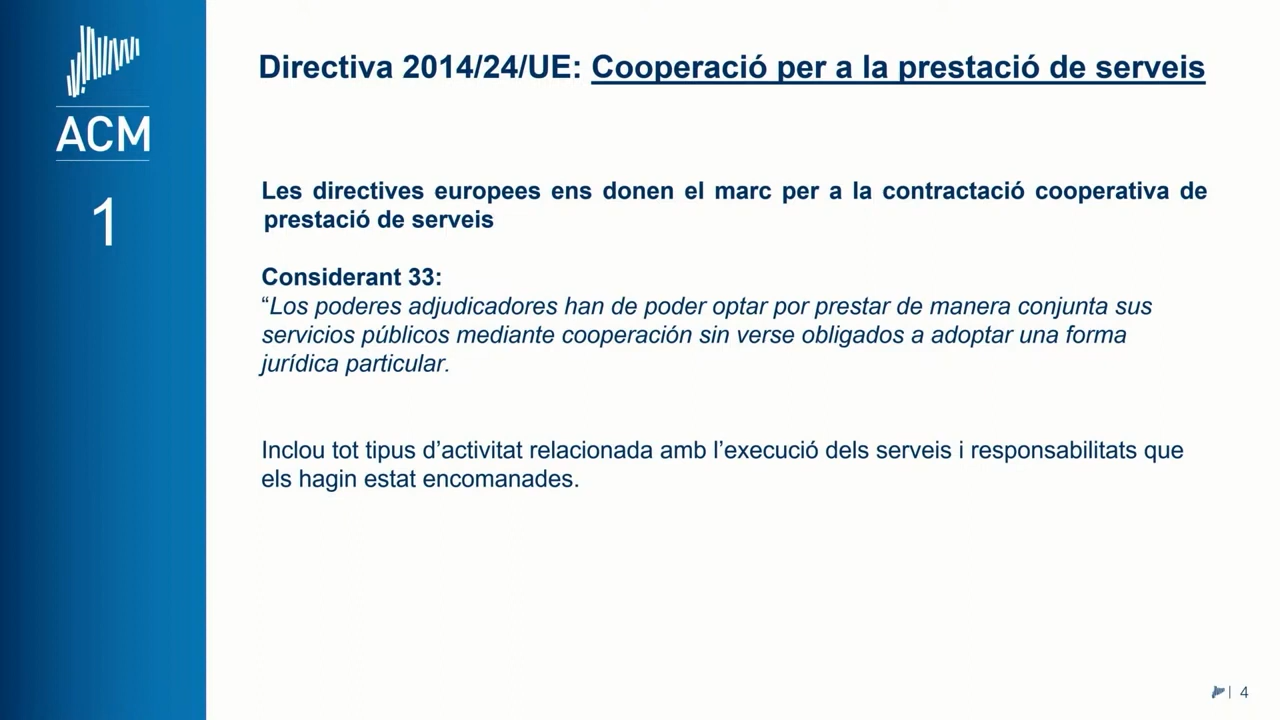 ACM
1
Directiva 2014/24/UE: Cooperació per a la prestació de serveis
Les directives europees ens donen el marc per a la contractació cooperativa de
prestació de serveis
Considerant 33:
“Los poderes adjudicadores han de poder optar por prestar de manera conjunta sus
servicios públicos mediante cooperación sin verse obligados a adoptar una forma
jurídica particular.
Inclou tot tipus d’activitat relacionada amb l’execució dels serveis i responsabilitats que
els hagin estat encomanades.
4